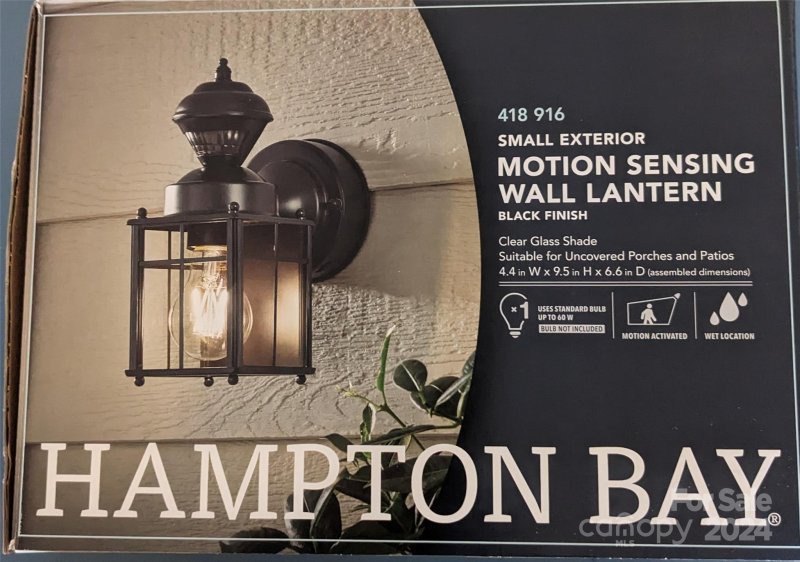 418 916
SMALL EXTERIOR
MOTION SENSING
WALL LANTERN
BLACK FINISH
Clear Glass Shade
Suitable for Uncovered Porches and Patios
4.4 in W x 9.5 in H x 6.6 in D (assembled dimensions)
x1
USES STANDARD BULB
UP TO 60 W
BULB NOT INCLUDED
MOTION ACTIVATED
WET LOCATION
HAMPTON BAY®
For Sale
canopy 2024
MLS